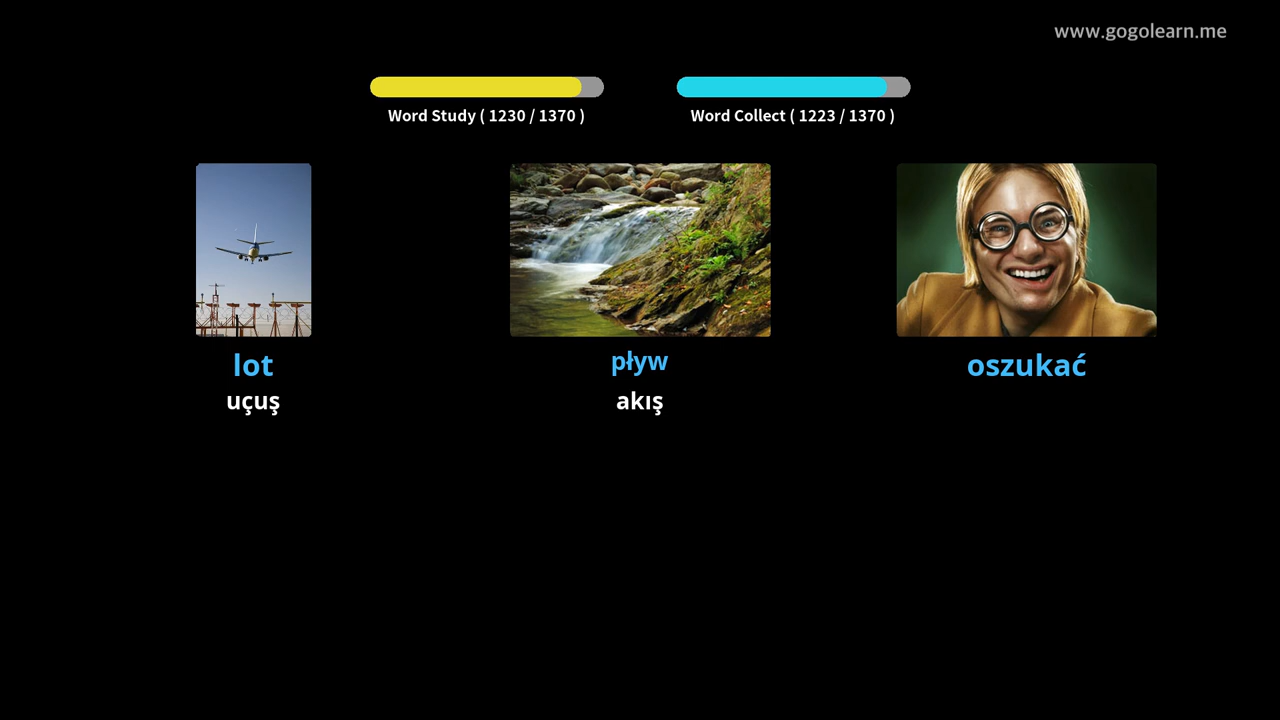 www.gogolearn.me
Word Study ( 1230 / 1370 )
Word Collect ( 1223 / 1370 )
lot
uçuş
pływ
akış
oszukać